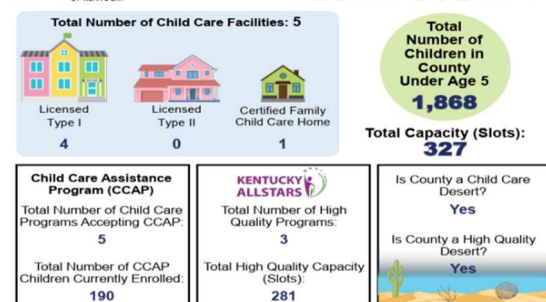 Total Number of Child Care Facilities: 5
Licensed
Type I
4
Licensed
Type II
0
Certified Family
Child Care Home
1
Total
Number of
Children in
County
Under Age 5
1,868
Total Capacity (Slots):
327
Child Care Assistance
Program (CCAP)
Total Number of Child Care
Programs Accepting CCAP:
5
Total Number of CCAP
Children Currently Enrolled:
190
KENTUCKY
ALLSTARS
Total Number of High
Quality Programs:
3
Total High Quality Capacity
(Slots):
281
Is County a Child Care
Desert?
Yes
Is County a High Quality
Desert?
Yes